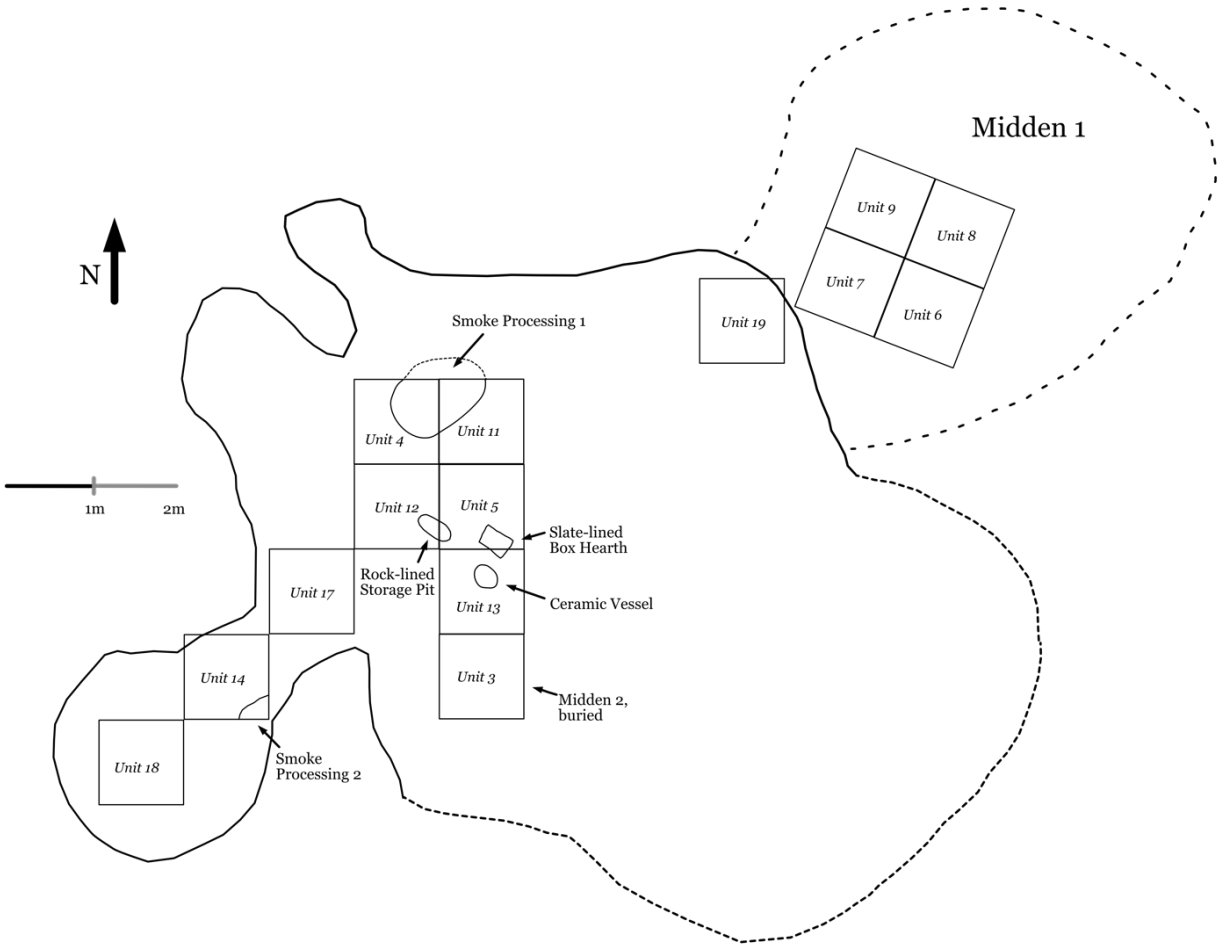 Midden 1
Unit 9
Unit 8
Unit 7
Unit 6
N
Unit 19
Smoke Processing 1
Unit 4
Unit 11
1m
2m
Unit 12
Unit 5
Slate-lined
Box Hearth
Rock-lined
Storage Pit
Unit 17
Unit 13
Ceramic Vessel
Unit 14
Unit 3
Midden 2,
buried
Smoke
Processing 2
Unit 18